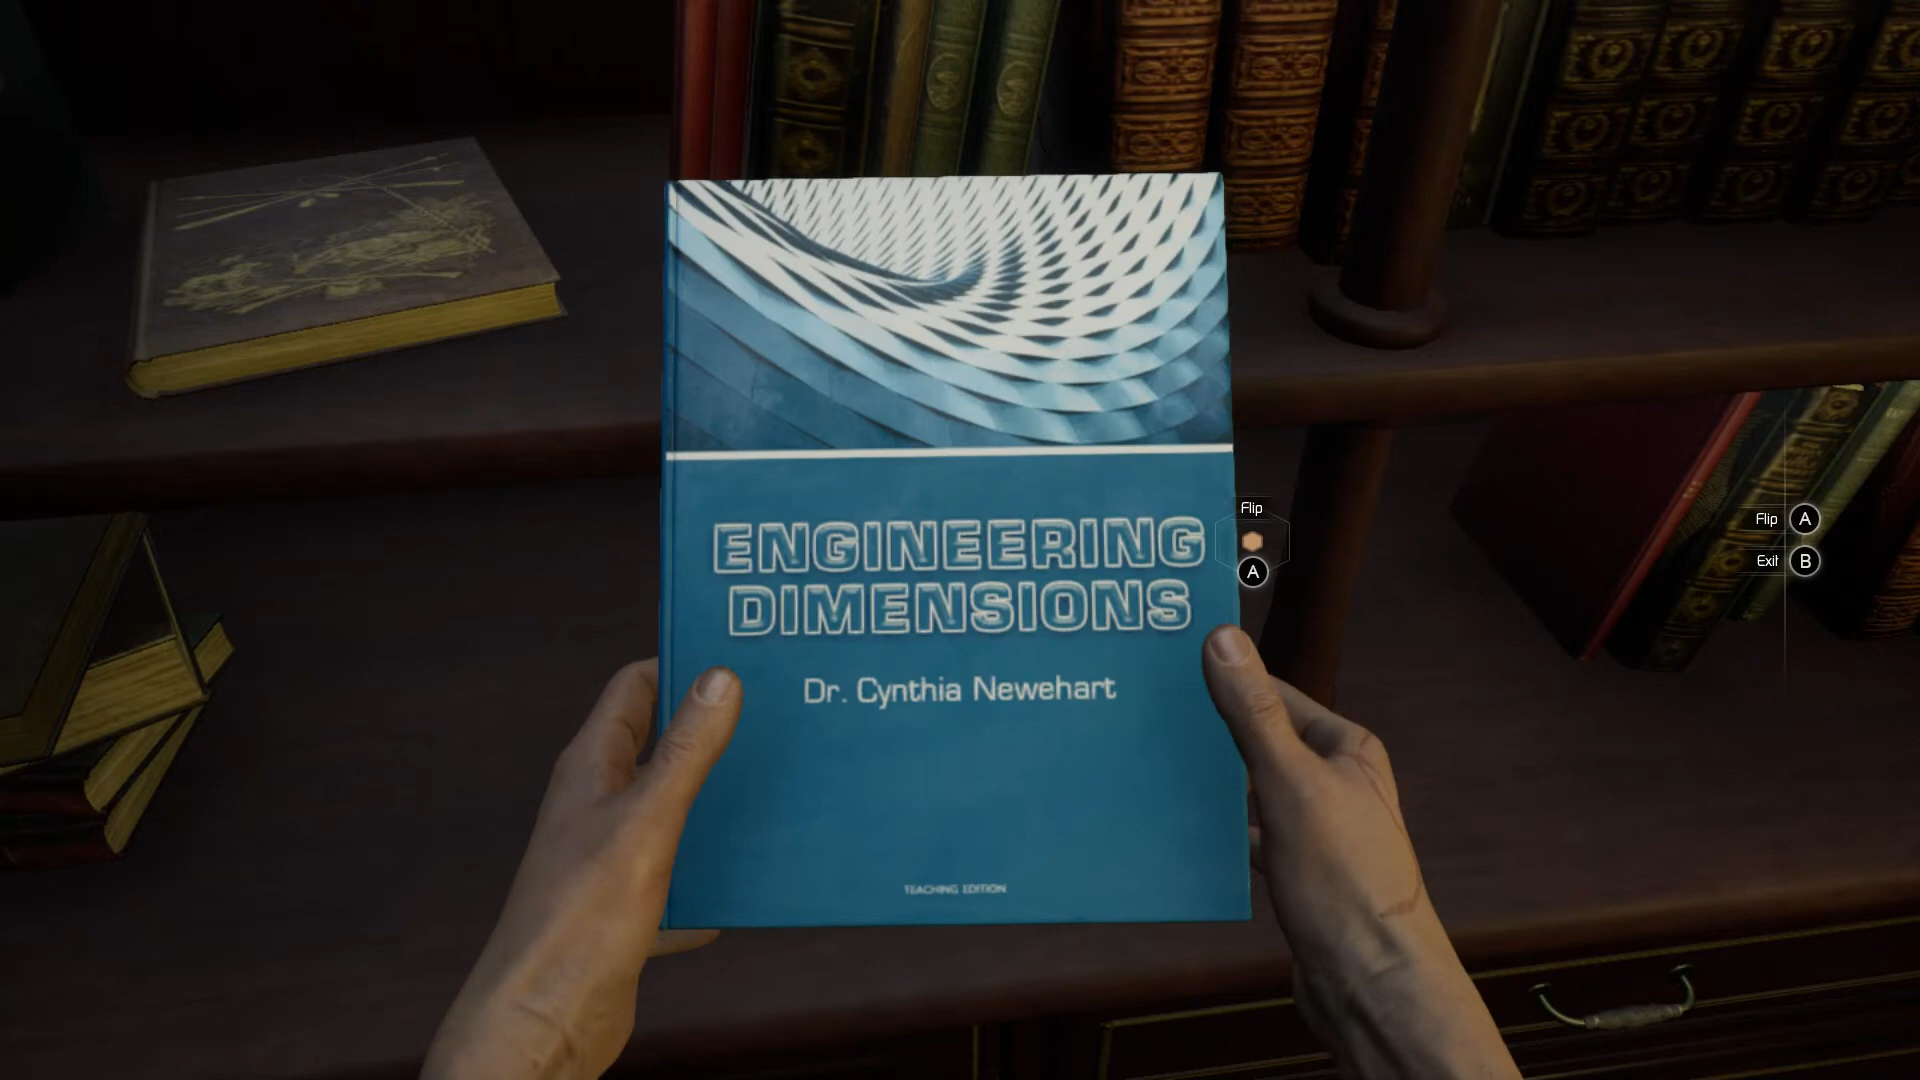 ENGINEERING
DIMENSIONS
Dr. Cynthia Newehart
TEACHING EDITION
Flip
A
Flip A
Exit B